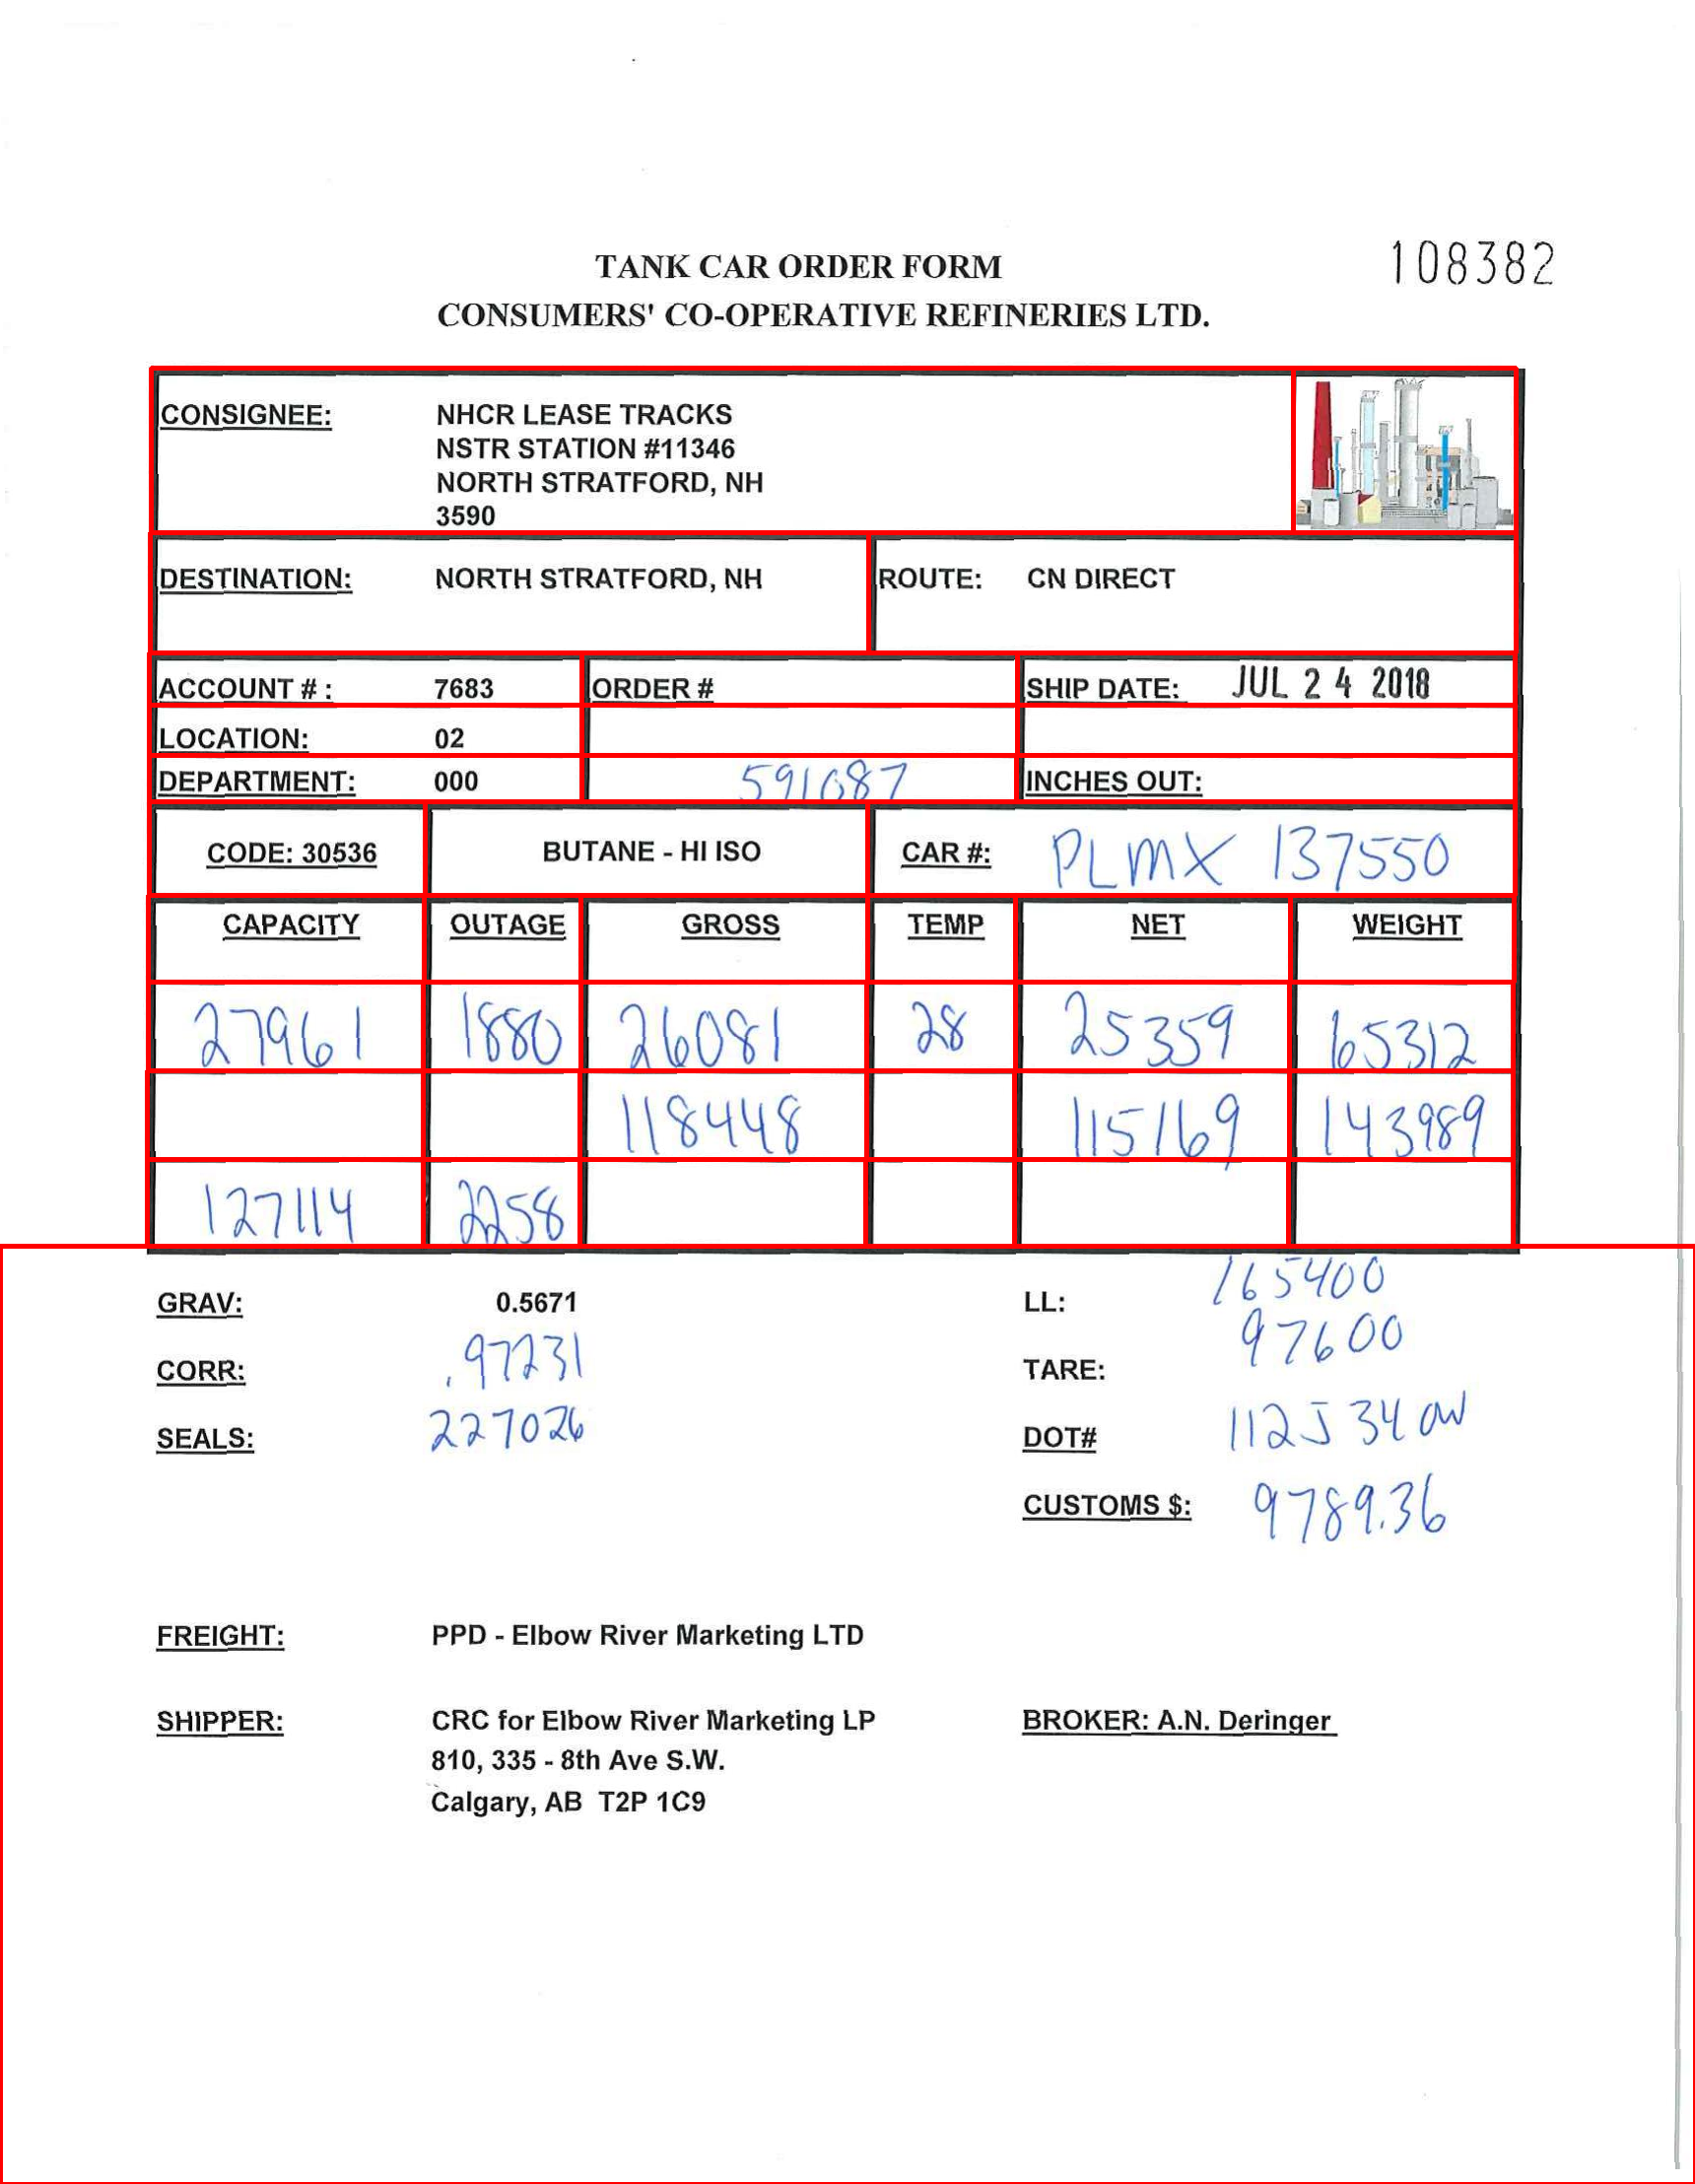 108382
TANK CAR ORDER FORM
CONSUMERS' CO-OPERATIVE REFINERIES LTD.
CONSIGNEE: NHCR LEASE TRACKS
NSTR STATION #11346
NORTH STRATFORD, NH
3590
DESTINATION: NORTH STRATFORD, NH ROUTE: CN DIRECT
ACCOUNT # : 7683 ORDER # SHIP DATE: JUL 24 2018
LOCATION: 02
DEPARTMENT: 000 591687 INCHES OUT:
CODE: 30536 BUTANE - HI ISO CAR #: PLMX 137550
CAPACITY OUTAGE GROSS TEMP NET WEIGHT
27961 1880 26081 28 25359 65312
118448 115169 143989
127114 2258
165400
GRAV: 0.5671 LL:
97600
CORR: .97231 TARE:
SEALS: 227026 DOT# 112J 340W
CUSTOMS $: 9789.36
FREIGHT: PPD - Elbow River Marketing LTD
SHIPPER: CRC for Elbow River Marketing LP BROKER: A.N. Deringer
810, 335 - 8th Ave S.W.
Calgary, AB T2P 1C9